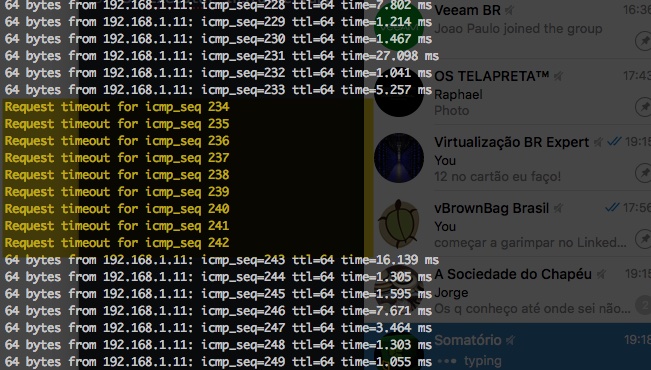 64 bytes from 192.168.1.11: icmp_seq=228 ttl=64 time=7.802 ms
64 bytes from 192.168.1.11: icmp_seq=229 ttl=64 time=1.214 ms
64 bytes from 192.168.1.11: icmp_seq=230 ttl=64 time=1.467 ms
64 bytes from 192.168.1.11: icmp_seq=231 ttl=64 time=27.098 ms
64 bytes from 192.168.1.11: icmp_seq=232 ttl=64 time=1.041 ms
64 bytes from 192.168.1.11: icmp_seq=233 ttl=64 time=5.257 ms
Request timeout for icmp_seq 234
Request timeout for icmp_seq 235
Request timeout for icmp_seq 236
Request timeout for icmp_seq 237
Request timeout for icmp_seq 238
Request timeout for icmp_seq 239
Request timeout for icmp_seq 240
Request timeout for icmp_seq 241
Request timeout for icmp_seq 242
64 bytes from 192.168.1.11: icmp_seq=243 ttl=64 time=16.139 ms
64 bytes from 192.168.1.11: icmp_seq=244 ttl=64 time=1.305 ms
64 bytes from 192.168.1.11: icmp_seq=245 ttl=64 time=1.595 ms
64 bytes from 192.168.1.11: icmp_seq=246 ttl=64 time=7.671 ms
64 bytes from 192.168.1.11: icmp_seq=247 ttl=64 time=3.464 ms
64 bytes from 192.168.1.11: icmp_seq=248 ttl=64 time=1.303 ms
64 bytes from 192.168.1.11: icmp_seq=249 ttl=64 time=1.055 ms
Veeam BR
Joao Paulo joined the group
OS TELAPRETA™ 17:43
Raphael
Photo
Virtualização BR Expert
You
12 no cartão eu faço!
vBrownBag Brasil 17:56
You
começar a garimpar no Linked...
A Sociedade do Chapéu
Jorge
Os q conheço até onde sei não...
Somatório
typing